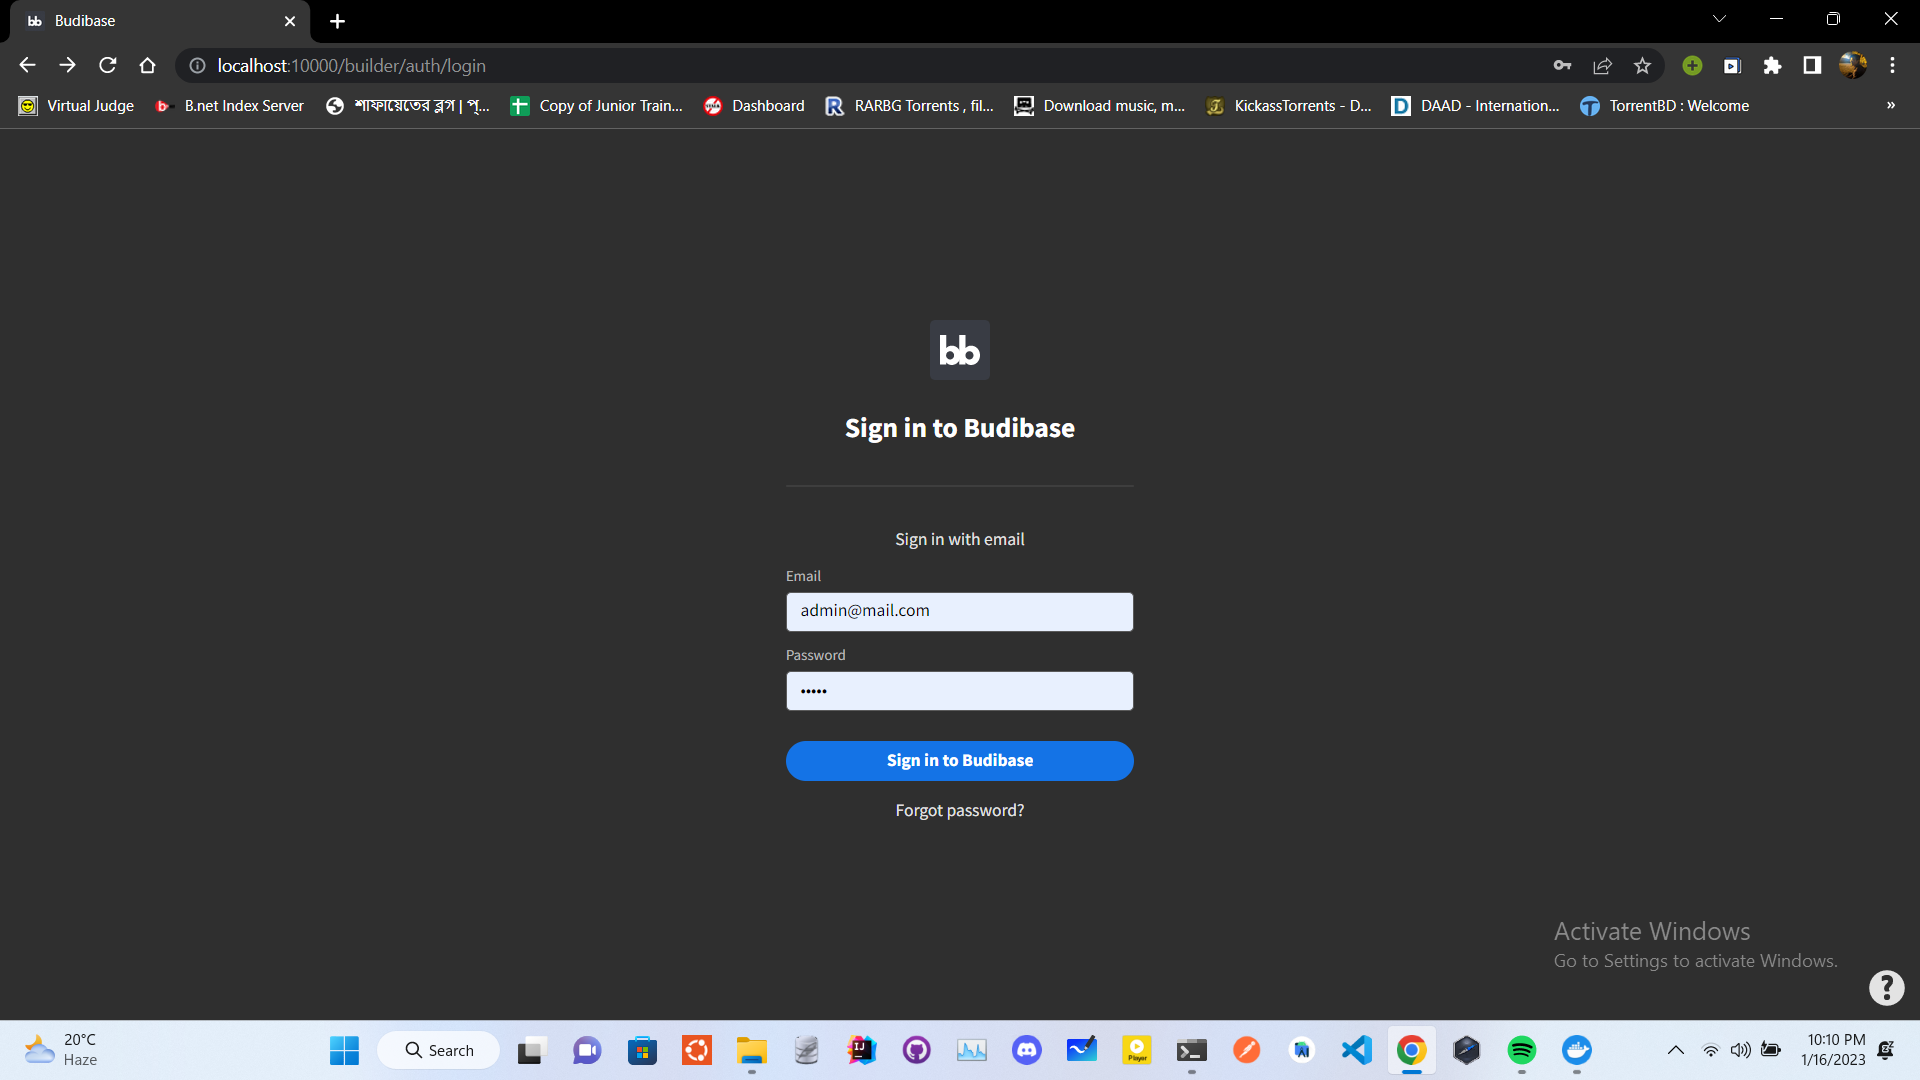 bb Budibase
localhost:10000/builder/auth/login
Virtual Judge
B.net Index Server
শাফায়েতের ব্লগ | প্...
Copy of Junior Train...
Dashboard
RARBG Torrents , fil...
Download music, m...
KickassTorrents - D...
DAAD - Internation...
TorrentBD : Welcome
»
bb
Sign in to Budibase
Sign in with email
Email
admin@mail.com
Password
•••••
Sign in to Budibase
Forgot password?
Activate Windows
Go to Settings to activate Windows.
?
20°C
Haze
Search
IJ
Player
10:10 PM
1/16/2023